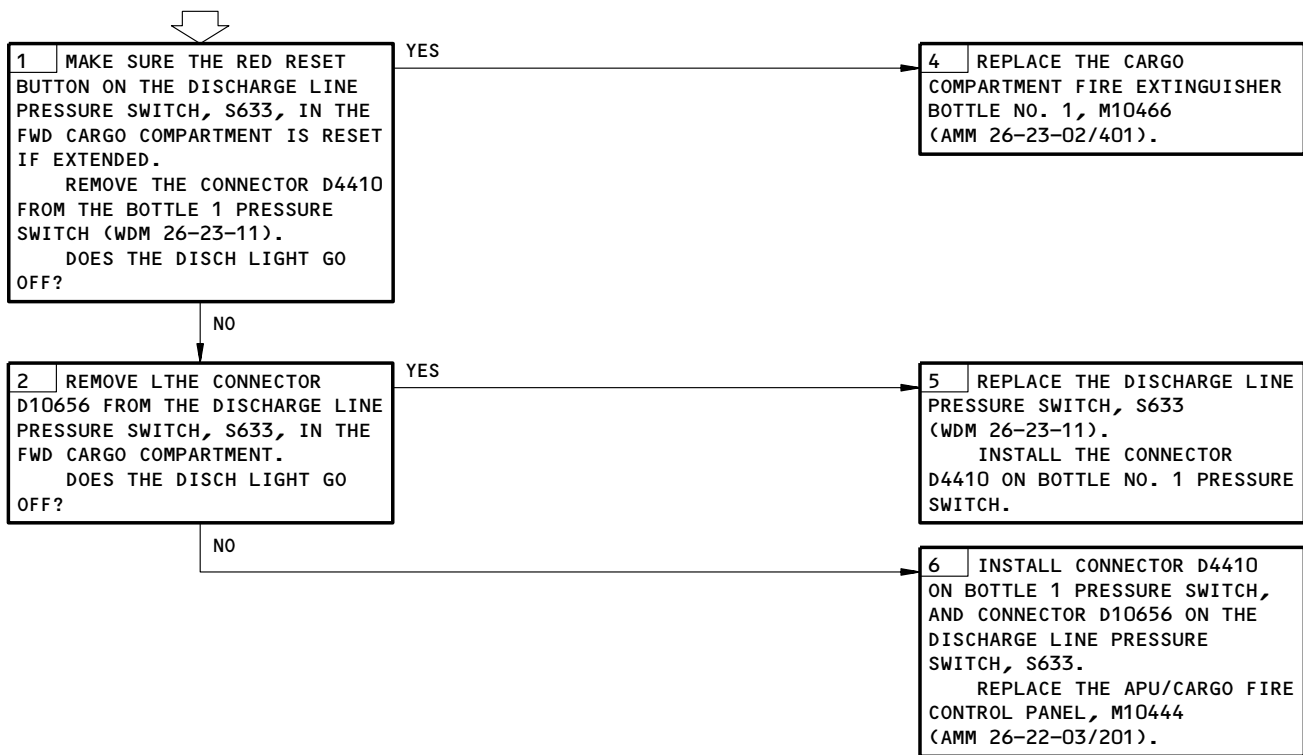 1 MAKE SURE THE RED RESET
BUTTON ON THE DISCHARGE LINE
PRESSURE SWITCH, S633, IN THE
FWD CARGO COMPARTMENT IS RESET
IF EXTENDED.
REMOVE THE CONNECTOR D4410
FROM THE BOTTLE 1 PRESSURE
SWITCH (WDM 26-23-11).
DOES THE DISCH LIGHT GO
OFF?
YES
4 REPLACE THE CARGO
COMPARTMENT FIRE EXTINGUISHER
BOTTLE NO. 1, M10466
(AMM 26-23-02/401).
NO
2 REMOVE LTHE CONNECTOR
D10656 FROM THE DISCHARGE LINE
PRESSURE SWITCH, S633, IN THE
FWD CARGO COMPARTMENT.
DOES THE DISCH LIGHT GO
OFF?
YES
5 REPLACE THE DISCHARGE LINE
PRESSURE SWITCH, S633
(WDM 26-23-11).
INSTALL THE CONNECTOR
D4410 ON BOTTLE NO. 1 PRESSURE
SWITCH.
NO
6 INSTALL CONNECTOR D4410
ON BOTTLE 1 PRESSURE SWITCH,
AND CONNECTOR D10656 ON THE
DISCHARGE LINE PRESSURE
SWITCH, S633.
REPLACE THE APU/CARGO FIRE
CONTROL PANEL, M10444
(AMM 26-22-03/201).